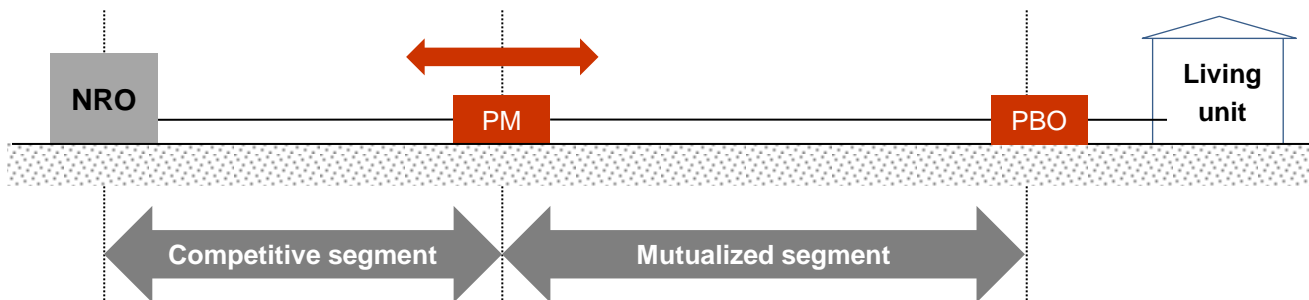 NRO
PM
PBO
Living
unit
Competitive segment
Mutualized segment